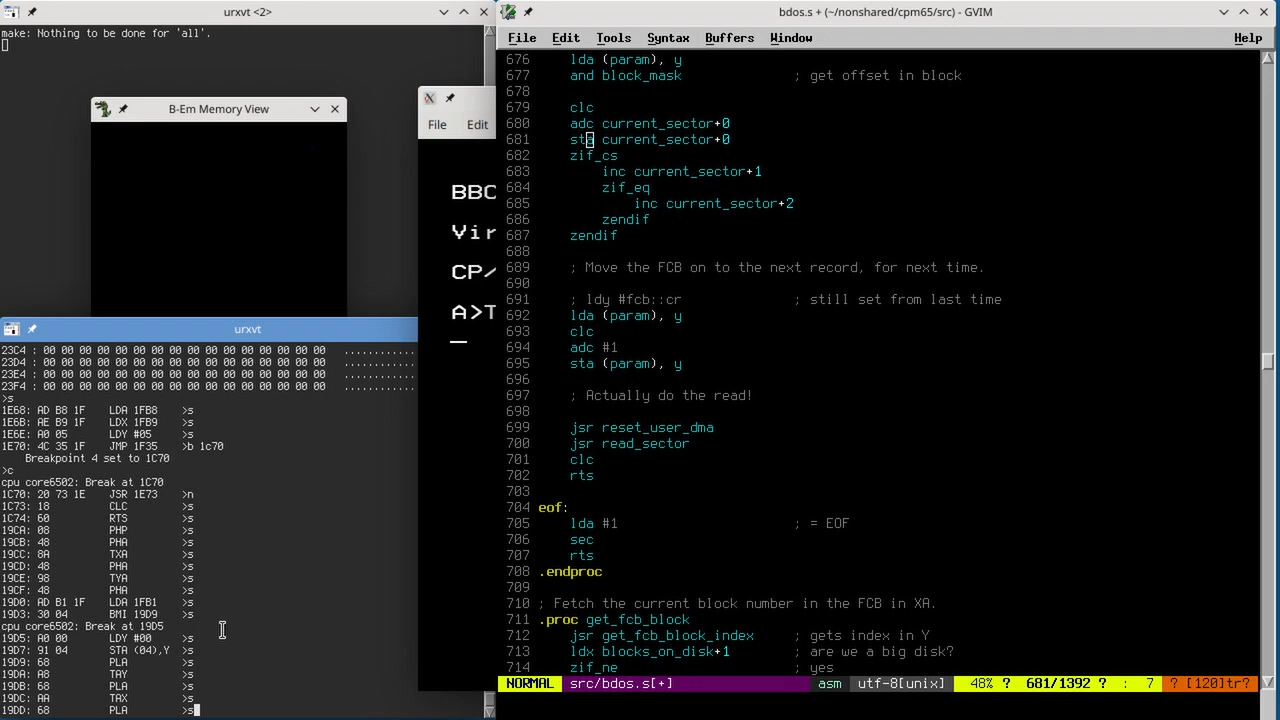 urxvt <2>
make: Nothing to be done for 'all'.
B-Em Memory View
File Edit
BBC
Vir
CP/
A>T
urxvt
23C4 : 00 00 00 00 00 00 00 00 00 00 00 00 00 00 00 00 ............
23D4 : 00 00 00 00 00 00 00 00 00 00 00 00 00 00 00 00 ............
23E4 : 00 00 00 00 00 00 00 00 00 00 00 00 00 00 00 00 ............
23F4 : 00 00 00 00 00 00 00 00 00 00 00 00 00 00 00 00 ............
>s
1E68: AD B8 1F LDA 1FB8 >s
1E6B: AE B9 1F LDX 1FB9 >s
1E6E: A0 05 LDY #05 >s
1E70: 4C 35 1F JMP 1F35 >b 1c70
Breakpoint 4 set to 1C70
>c
cpu core6502: Break at 1C70
1C70: 20 73 1E JSR 1E73 >n
1C73: 18 CLC >s
1C74: 60 RTS >s
19CA: 08 PHP >s
19CB: 48 PHA >s
19CC: 8A TXA >s
19CD: 48 PHA >s
19CE: 98 TYA >s
19CF: 48 PHA >s
19D0: AD B1 1F LDA 1FB1 >s
19D3: 30 04 BMI 19D9 >s
cpu core6502: Break at 19D5
19D5: A0 00 LDY #00 >s
19D7: 91 04 STA (04),Y >s
19D9: 68 PLA >s
19DA: A8 TAY >s
19DB: 68 PLA >s
19DC: AA TAX >s
19DD: 68 PLA >s
bdos.s + (~/nonshared/cpm65/src) - GVIM
File Edit Tools Syntax Buffers Window Help
676 lda (param), y
677 and block_mask ; get offset in block
678
679 clc
680 adc current_sector+0
681 sta current_sector+0
682 zif_cs
683 inc current_sector+1
684 zif_eq
685 inc current_sector+2
686 zendif
687 zendif
688
689 ; Move the FCB on to the next record, for next time.
690
691 ; ldy #fcb::cr ; still set from last time
692 lda (param), y
693 clc
694 adc #1
695 sta (param), y
696
697 ; Actually do the read!
698
699 jsr reset_user_dma
700 jsr read_sector
701 clc
702 rts
703
704 eof:
705 lda #1 ; = EOF
706 sec
707 rts
708 .endproc
709
710 ; Fetch the current block number in the FCB in XA.
711 .proc get_fcb_block
712 jsr get_fcb_block_index ; gets index in Y
713 ldx blocks_on_disk+1 ; are we a big disk?
714 zif_ne ; yes
NORMAL src/bdos.s[+] asm utf-8[unix] 48% ? 681/1392 ? : 7 ? [120]tr?